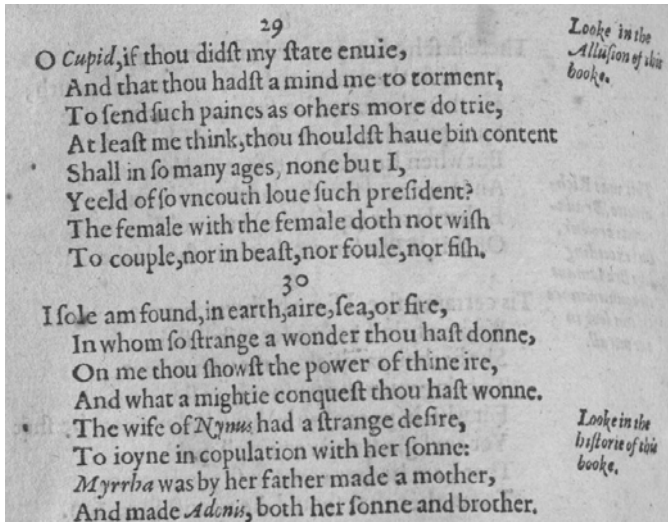 29
O Cupid, if thou didſt my ſtate enuie,
And that thou hadſt a mind me to torment,
To ſend ſuch paines as others more do trie,
At leaſt me think, thou ſhouldſt haue bin content
Shall in ſo many ages, none but I,
Yeeld of ſo vncouth loue ſuch preſident?
The female with the female doth not wiſh
To couple, nor in beaſt, nor foule, nor fiſh.
Looke in the
Alluſion of this
booke.
30
I ſole am found, in earth, aire, ſea, or fire,
In whom ſo ſtrange a wonder thou haſt donne,
On me thou ſhowſt the power of thine ire,
And what a mightie conqueſt thou haſt wonne.
The wife of Nynus had a ſtrange deſire,
To ioyne in copulation with her ſonne:
Myrrha was by her father made a mother,
And made Adonis, both her ſonne and brother.
Looke in the
hiſtorie of this
booke.